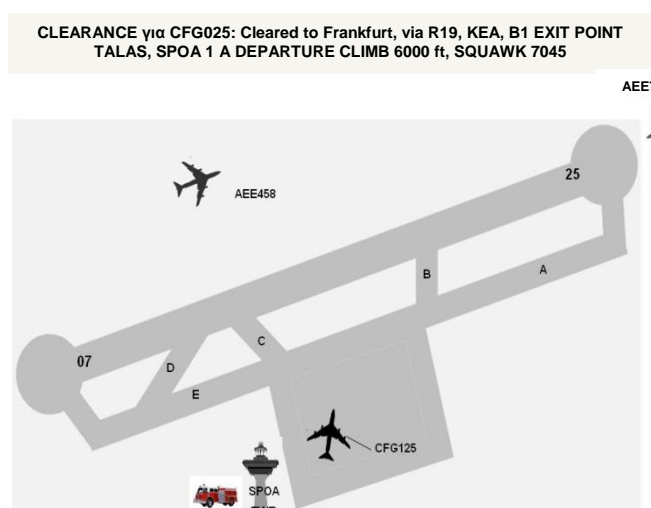 CLEARANCE για CFG025: Cleared to Frankfurt, via R19, KEA, B1 EXIT POINT
TALAS, SPOA 1 A DEPARTURE CLIMB 6000 ft, SQUAWK 7045
25
AEE458
B
A
C
07
D
E
CFG125
SPOA